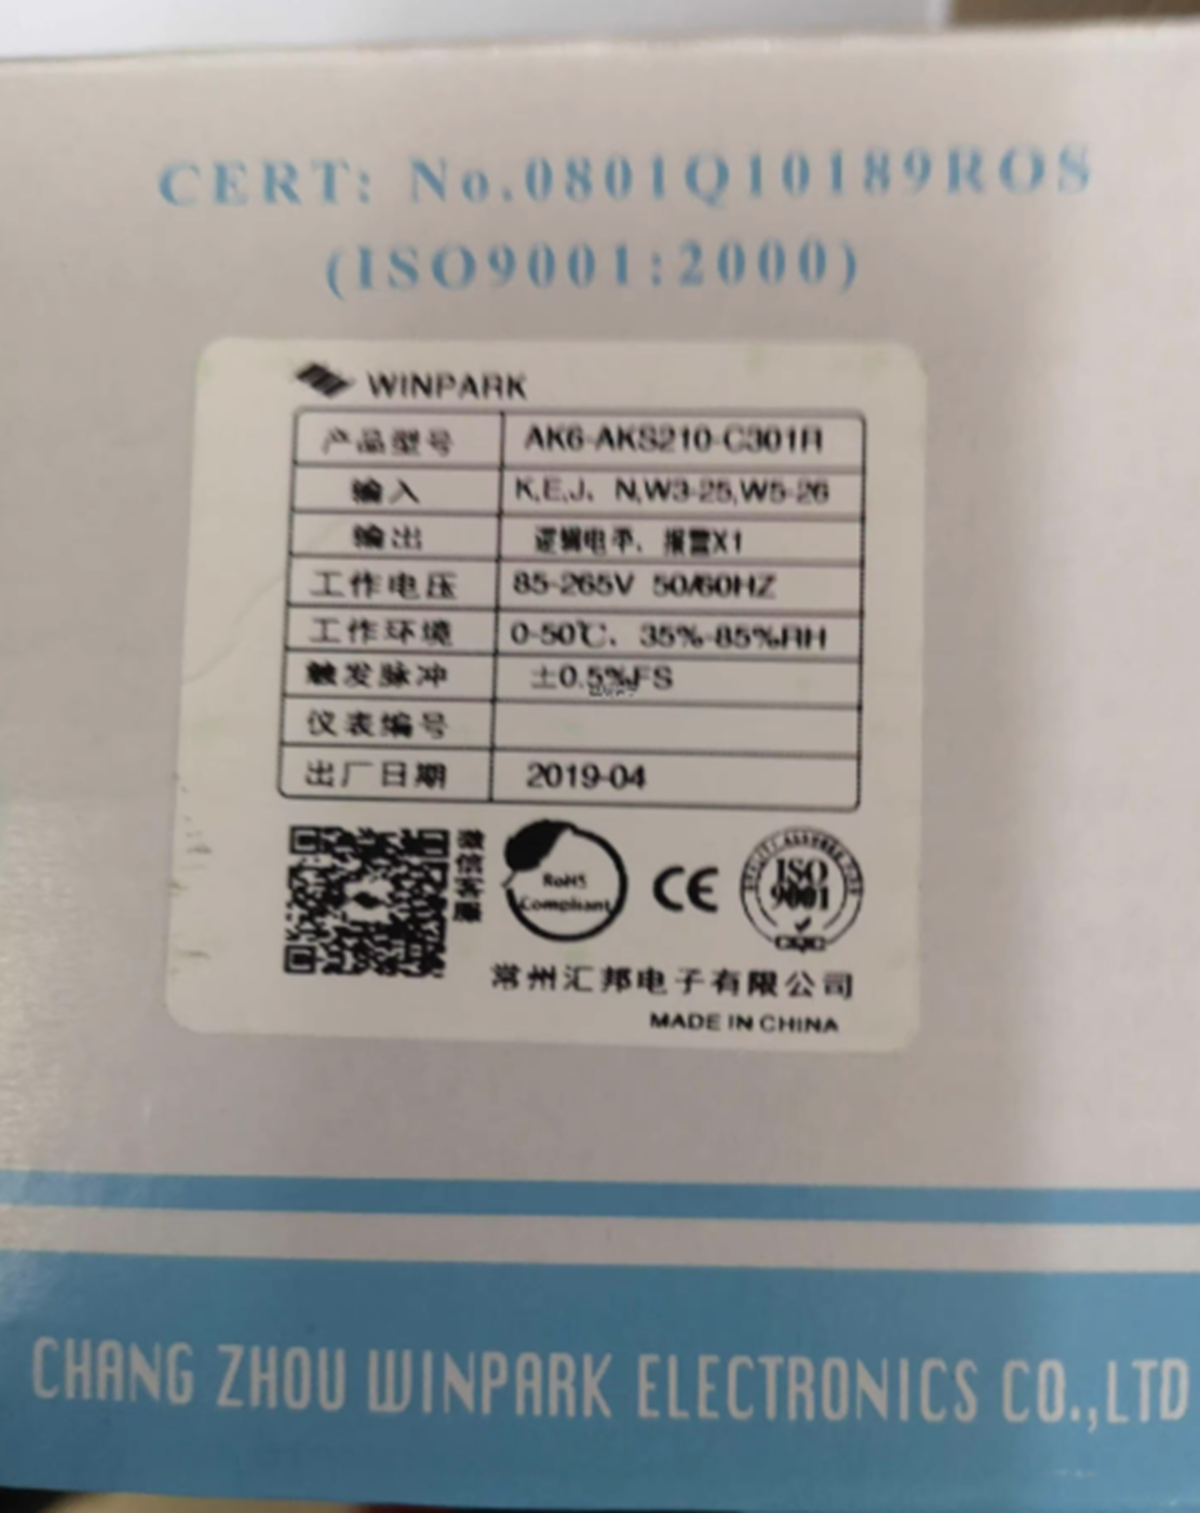 CERT: No.0801Q10189ROS
(ISO9001:2000)
WINPARK
产品型号 AK6-AKS210-C301R
输入 K,E,J、N,W3-25,W5-26
输出 逻辑电平、报警X1
工作电压 85-265V 50/60HZ
工作环境 0-50℃、35%-85%RH
触发脉冲 ±0.5%FS
仪表编号
出厂日期 2019-04
微信服务
RoHS
Compliant
CE
ISO
9001
CQC
常州汇邦电子有限公司
MADE IN CHINA
CHANG ZHOU WINPARK ELECTRONICS CO.,LTD